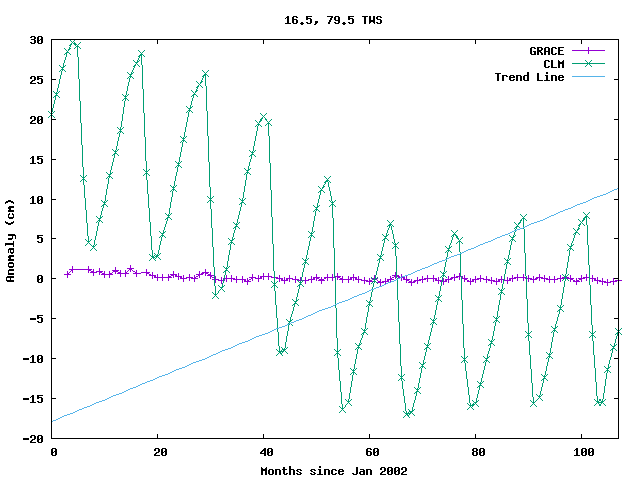 16.5, 79.5 TWS
GRACE
CLM
Trend Line
30
25
20
15
10
5
0
-5
-10
-15
-20
Anomaly (cm)
0 20 40 60 80 100
Months since Jan 2002